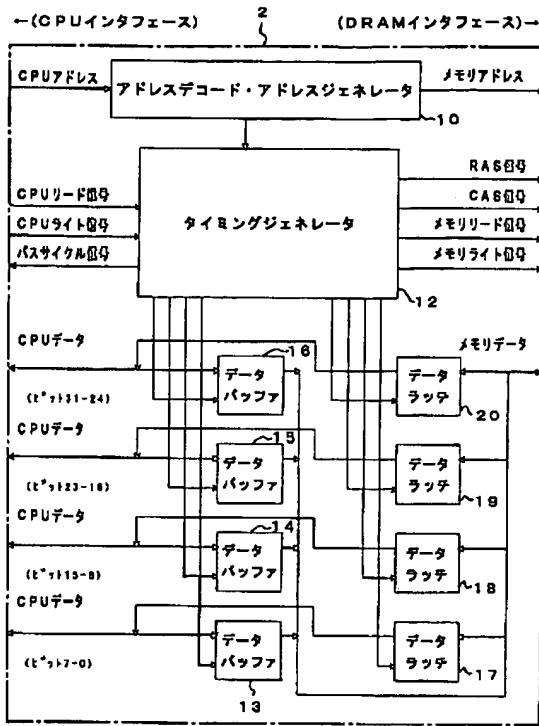 ←(CPUインタフェース)
2
(DRAMインタフェース)→
CPUアドレス
アドレスデコード・アドレスジェネレータ
メモリアドレス
10
RAS信号
CPUリード信号
CAS信号
CPUライト信号
タイミングジェネレータ
メモリリード信号
バスサイクル信号
メモリライト信号
12
CPUデータ
16
メモリデータ
データ
バッファ
データ
ラッチ
(ビット31-24)
20
CPUデータ
15
データ
バッファ
データ
ラッチ
(ビット23-16)
19
CPUデータ
14
データ
バッファ
データ
ラッチ
(ビット15-8)
18
CPUデータ
データ
バッファ
データ
ラッチ
(ビット7-0)
13
17